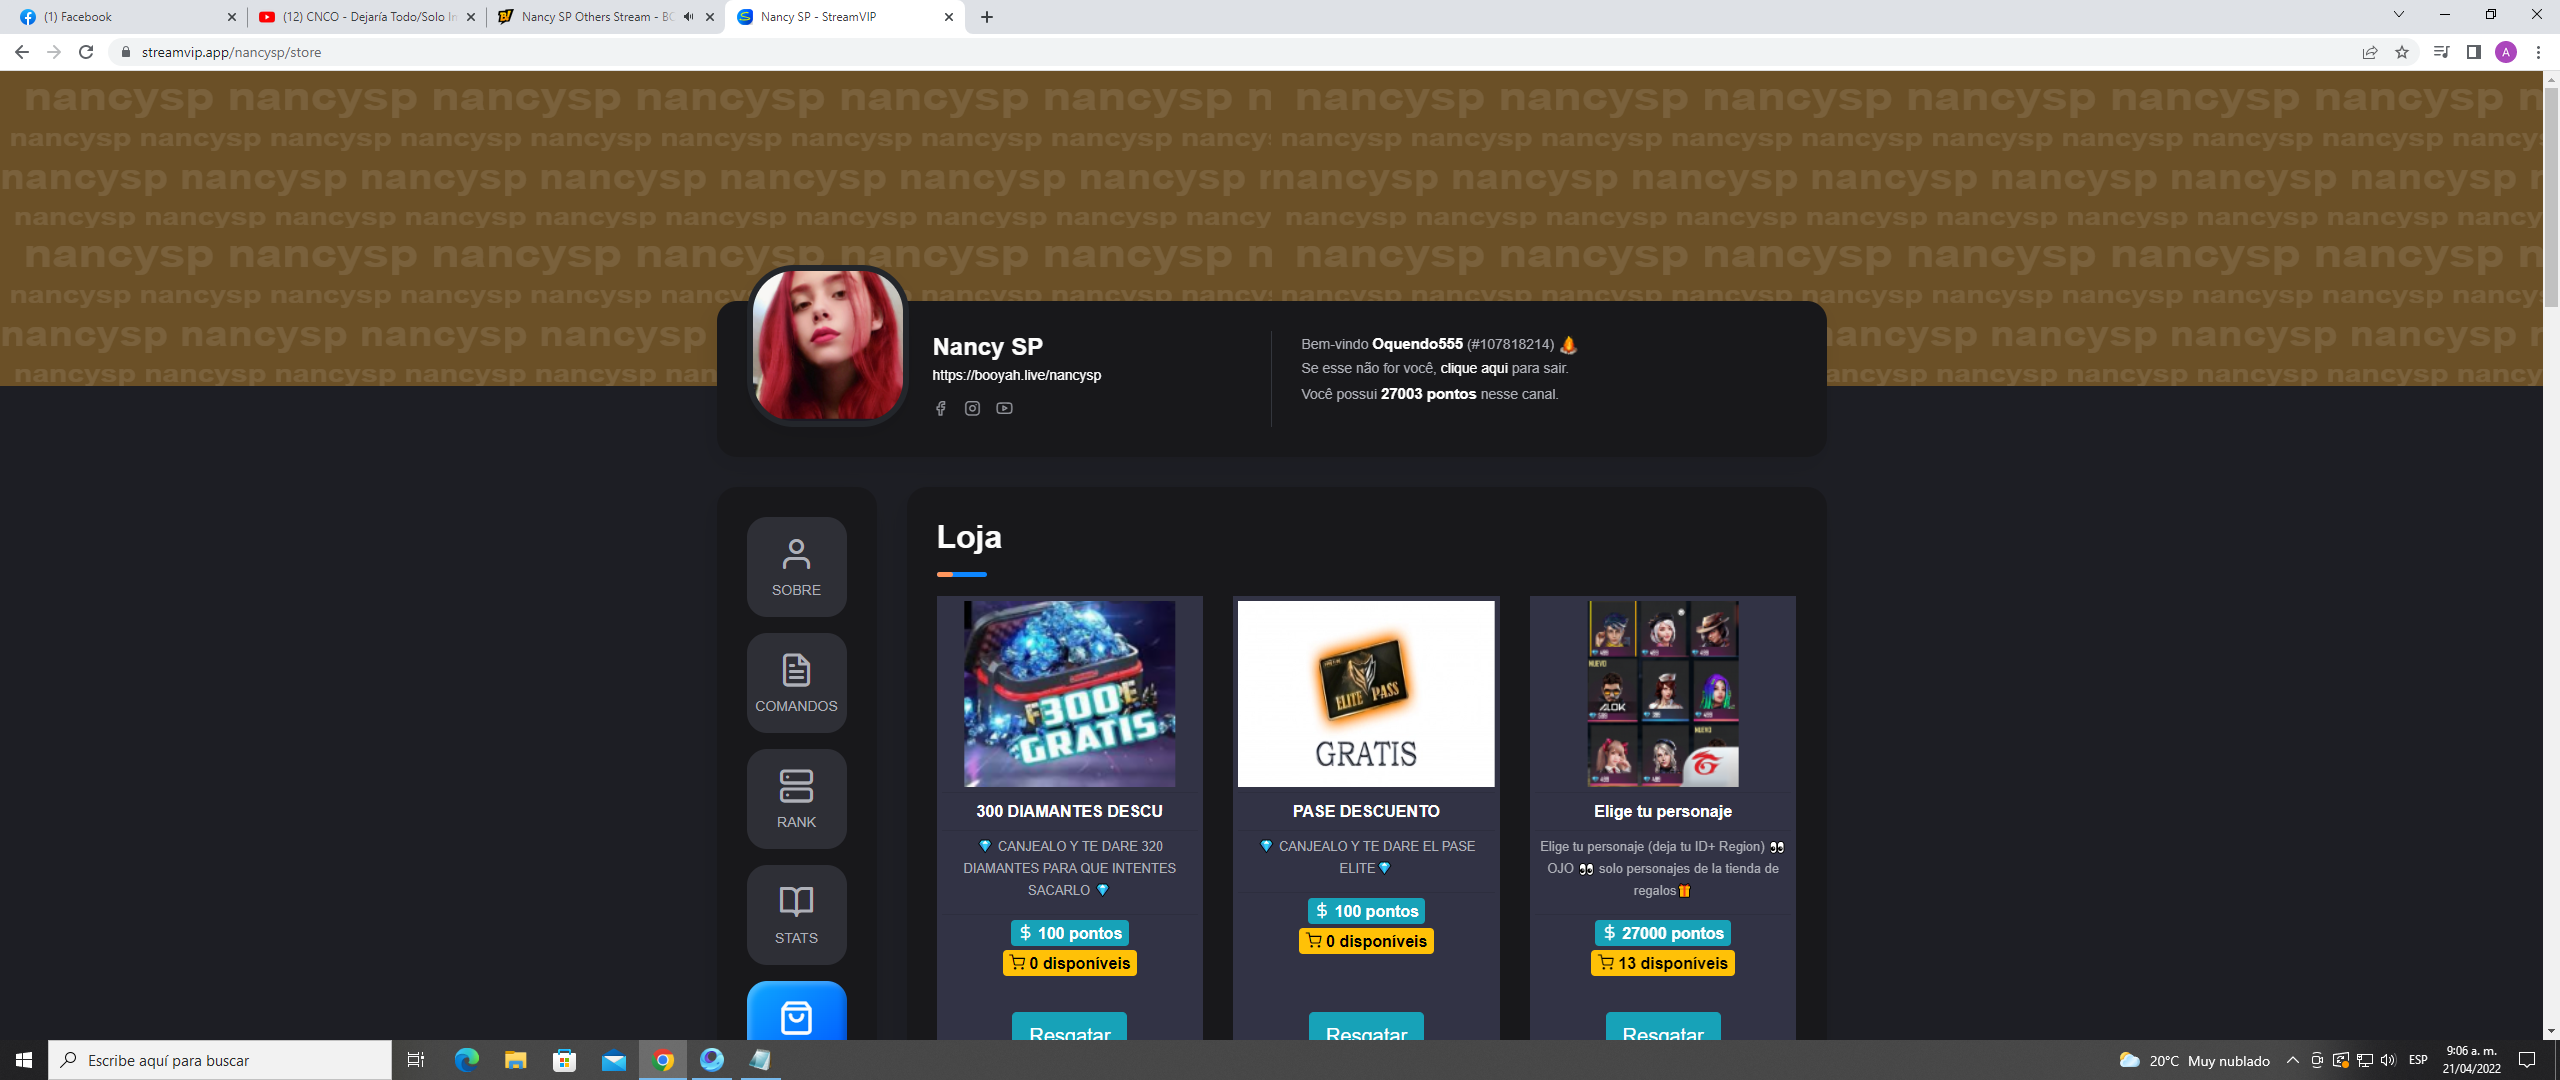 (1) Facebook
(12) CNCO - Dejaría Todo/Solo In
Nancy SP Others Stream - BO
Nancy SP - StreamVIP
streamvip.app/nancysp/store
nancysp nancysp nancysp nancysp nancysp nancysp n nancysp nancysp nancysp nancysp nancysp nancysp n
Nancy SP
https://booyah.live/nancysp
Bem-vindo Oquendo555 (#107818214)
Se esse não for você, clique aqui para sair.
Você possui 27003 pontos nesse canal.
SOBRE
COMANDOS
RANK
STATS
Loja
300
GRATIS
300 DIAMANTES DESCU
💎 CANJEALO Y TE DARE 320
DIAMANTES PARA QUE INTENTES
SACARLO 💎
$ 100 pontos
0 disponíveis
Resgatar
ELITE PASS
GRATIS
PASE DESCUENTO
💎 CANJEALO Y TE DARE EL PASE
ELITE💎
$ 100 pontos
0 disponíveis
Resgatar
NUEVO
ALOK
NUEVO
Elige tu personaje
Elige tu personaje (deja tu ID+ Region) 👀
OJO 👀 solo personajes de la tienda de
regalos🎁
$ 27000 pontos
13 disponíveis
Resgatar
Escribe aquí para buscar
20°C Muy nublado
ESP
9:06 a. m.
21/04/2022